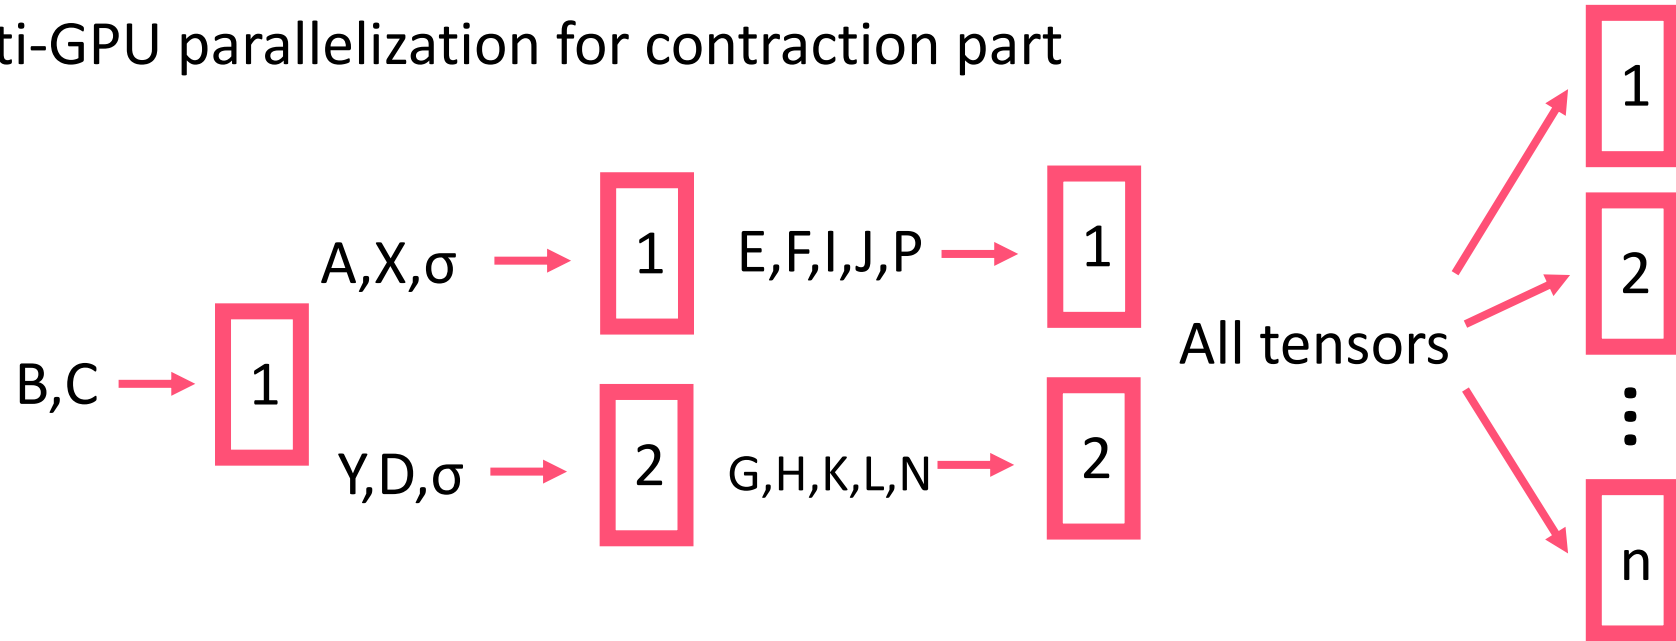 ti-GPU parallelization for contraction part
B,C
1
A,X,σ
1
Y,D,σ
2
E,F,I,J,P
1
G,H,K,L,N
2
All tensors
1
2
⋮
n